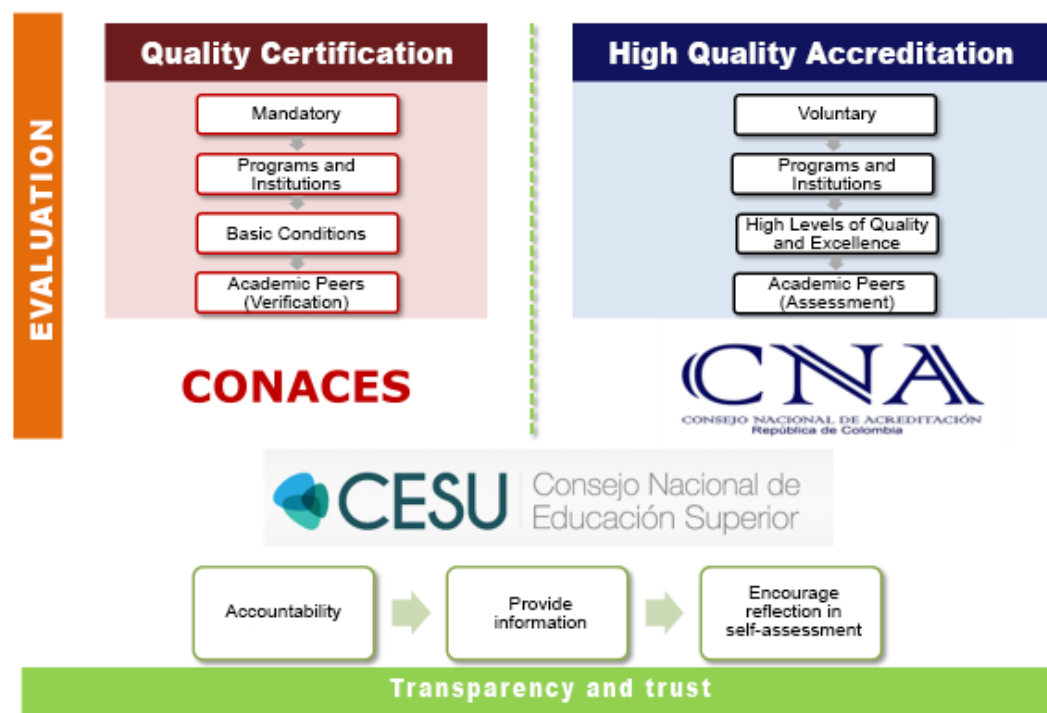 EVALUATION
Quality Certification
Mandatory
Programs and
Institutions
Basic Conditions
Academic Peers
(Verification)
CONACES
High Quality Accreditation
Voluntary
Programs and
Institutions
High Levels of Quality
and Excellence
Academic Peers
(Assessment)
CNA
CONSEJO NACIONAL DE ACREDITACIÓN
República de Colombia
CESU
Consejo Nacional de
Educación Superior
Accountability
Provide
information
Encourage
reflection in
self-assessment
Transparency and trust